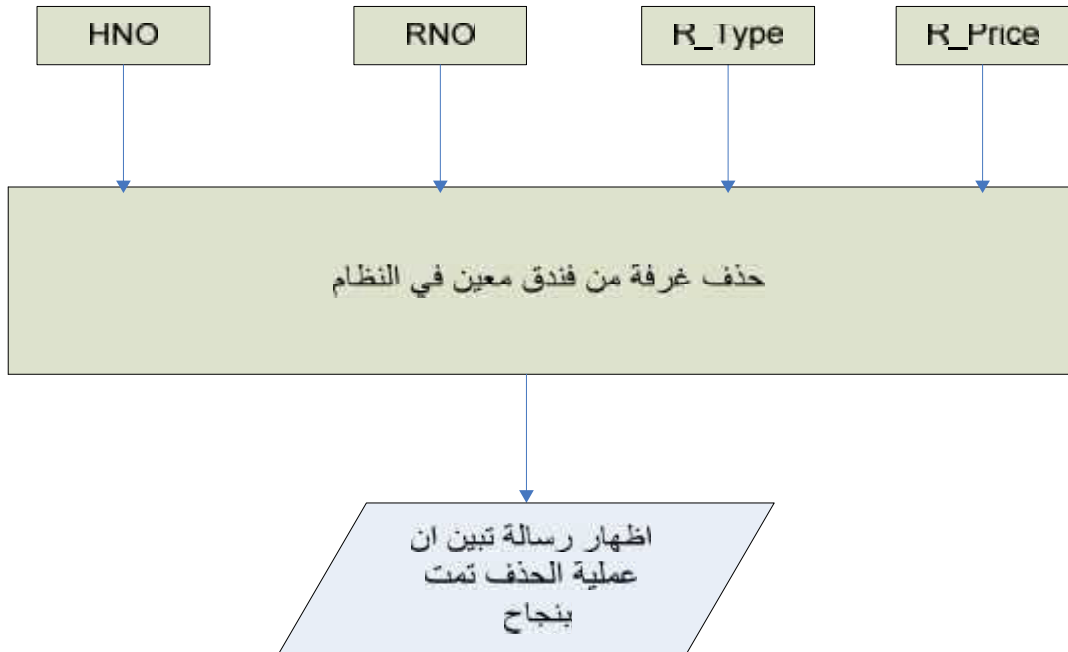 HNO
RNO
R_Type
R_Price
حذف غرفة من فندق معين في النظام
اظهار رسالة تبين ان
عملية الحذف تمت
بنجاح